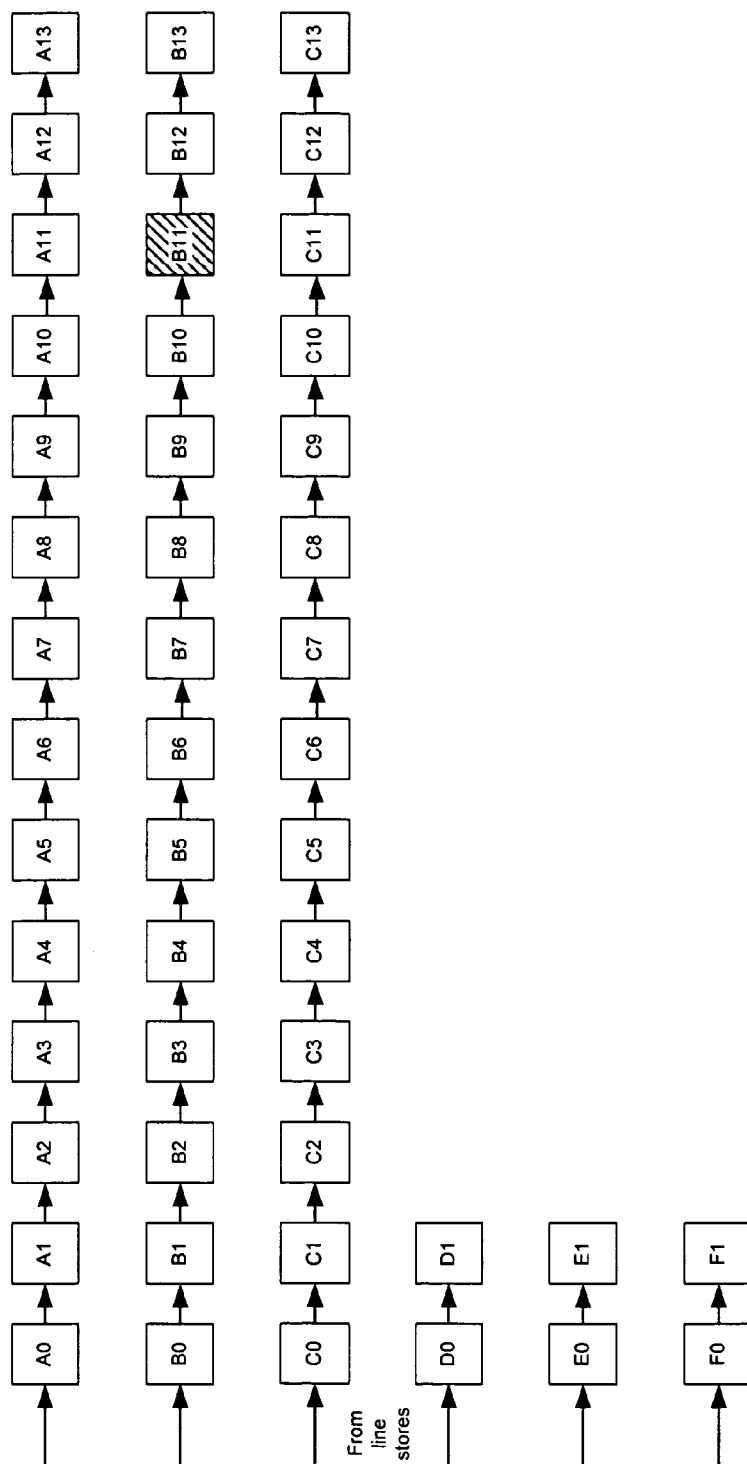 A0 A1 A2 A3 A4 A5 A6 A7 A8 A9 A10 A11 A12 A13
B0 B1 B2 B3 B4 B5 B6 B7 B8 B9 B10 B11 B12 B13
C0 C1 C2 C3 C4 C5 C6 C7 C8 C9 C10 C11 C12 C13
From
line
stores
D0 D1
E0 E1
F0 F1